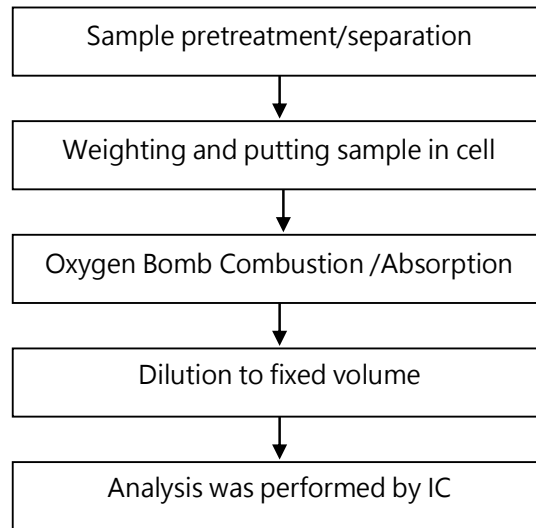 Sample pretreatment/separation
Weighting and putting sample in cell
Oxygen Bomb Combustion /Absorption
Dilution to fixed volume
Analysis was performed by IC